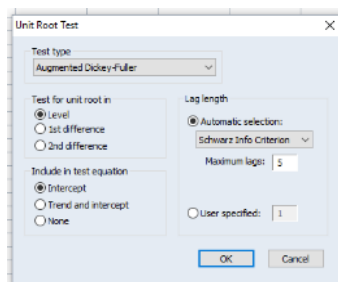 Unit Root Test
Test type
Augmented Dickey-Fuller
Test for unit root in
Level
1st difference
2nd difference
Include in test equation
Intercept
Trend and intercept
None
Lag length
Automatic selection:
Schwarz Info Criterion
Maximum lags: 5
User specified: 1
OK Cancel